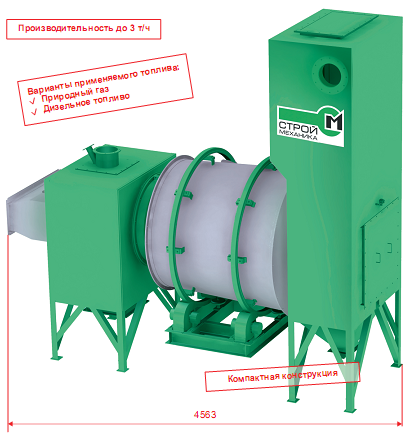 Производительность до 3 т/ч
Варианты применяемого топлива:
✓ Природный газ
✓ Дизельное топливо
СТРОЙ
МЕХАНИКА
М
Компактная конструкция
4563